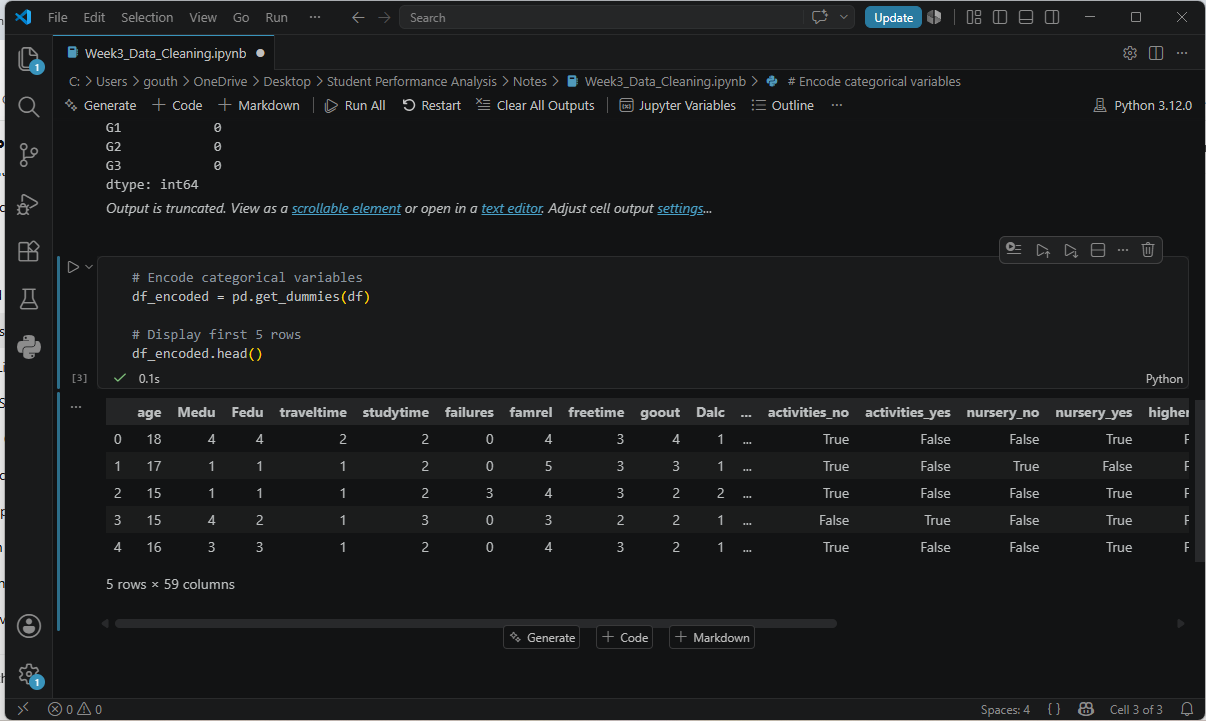 File Edit Selection View Go Run ··· Search Update
Week3_Data_Cleaning.ipynb
C: > Users > gouth > OneDrive > Desktop > Student Performance Analysis > Notes > Week3_Data_Cleaning.ipynb > # Encode categorical variables
Generate + Code + Markdown Run All Restart Clear All Outputs Jupyter Variables Outline ··· Python 3.12.0
G1 0
G2 0
G3 0
dtype: int64
Output is truncated. View as a scrollable element or open in a text editor. Adjust cell output settings...
# Encode categorical variables
df_encoded = pd.get_dummies(df)
# Display first 5 rows
df_encoded.head()
[3] 0.1s Python
age Medu Fedu traveltime studytime failures famrel freetime goout Dalc ... activities_no activities_yes nursery_no nursery_yes higher
0 18 4 4 2 2 0 4 3 4 1 ... True False False True F
1 17 1 1 1 2 0 5 3 3 1 ... True False True False F
2 15 1 1 1 2 3 4 3 2 2 ... True False False True F
3 15 4 2 1 3 0 3 2 2 1 ... False True False True F
4 16 3 3 1 2 0 4 3 2 1 ... True False False True F
5 rows × 59 columns
Generate + Code + Markdown
1
1
0 0 Spaces: 4 { } Cell 3 of 3